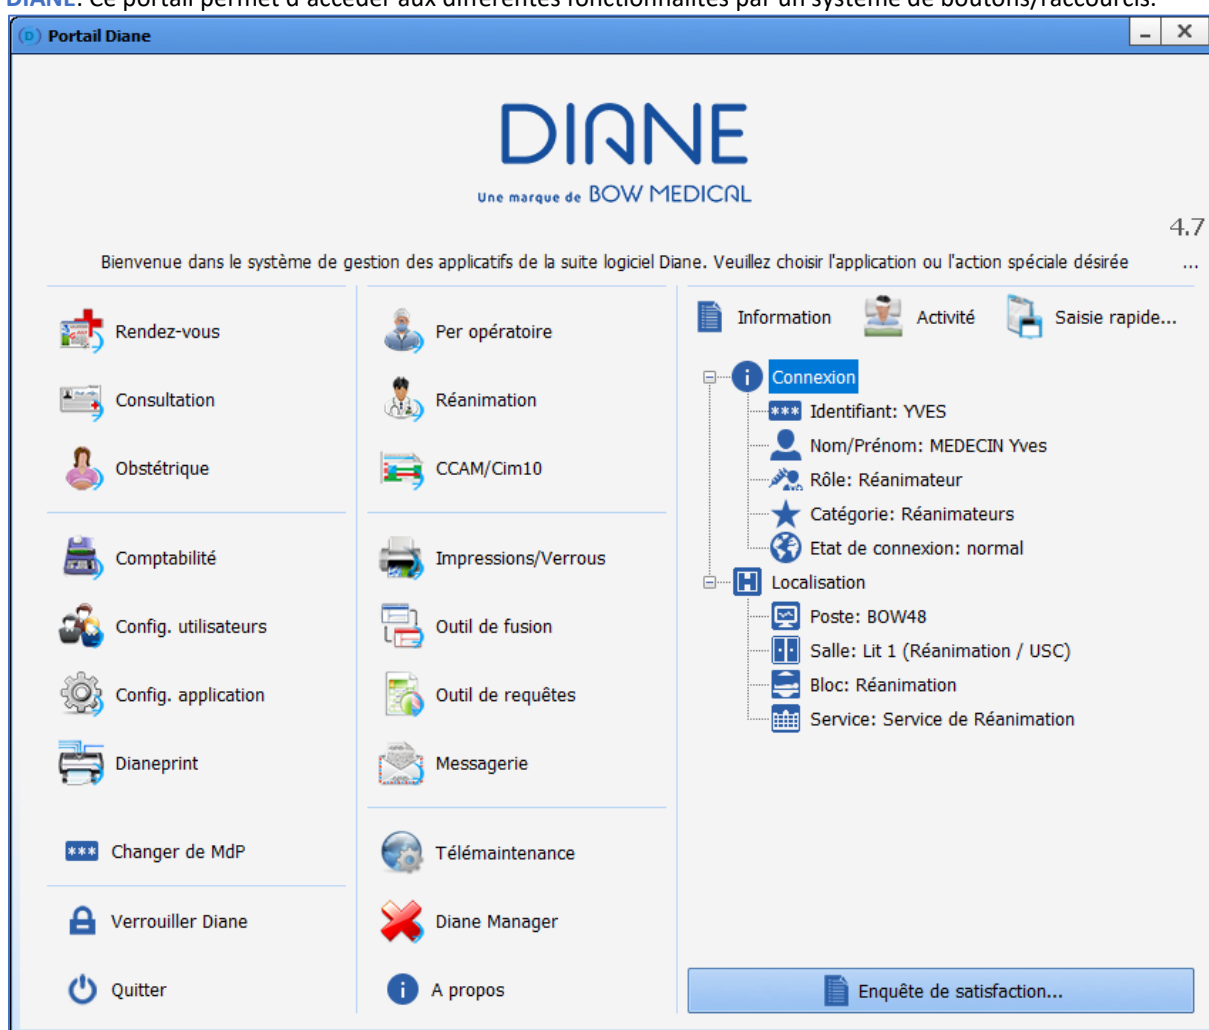 DIANE. Ce portail permet d'accéder aux différentes fonctionnalités par un système de boutons/raccourcis.
Portail Diane
DIANE
Une marque de BOW MEDICAL
4.7
Bienvenue dans le système de gestion des applicatifs de la suite logiciel Diane. Veuillez choisir l'application ou l'action spéciale désirée ...
Rendez-vous
Consultation
Obstétrique
Comptabilité
Config. utilisateurs
Config. application
Dianeprint
*** Changer de MdP
Verrouiller Diane
Quitter
Per opératoire
Réanimation
CCAM/Cim10
Impressions/Verrous
Outil de fusion
Outil de requêtes
Messagerie
Télémaintenance
Diane Manager
A propos
Information Activité Saisie rapide...
Connexion
*** Identifiant: YVES
Nom/Prénom: MEDECIN Yves
Rôle: Réanimateur
Catégorie: Réanimateurs
Etat de connexion: normal
H Localisation
Poste: BOW48
Salle: Lit 1 (Réanimation / USC)
Bloc: Réanimation
Service: Service de Réanimation
Enquête de satisfaction...